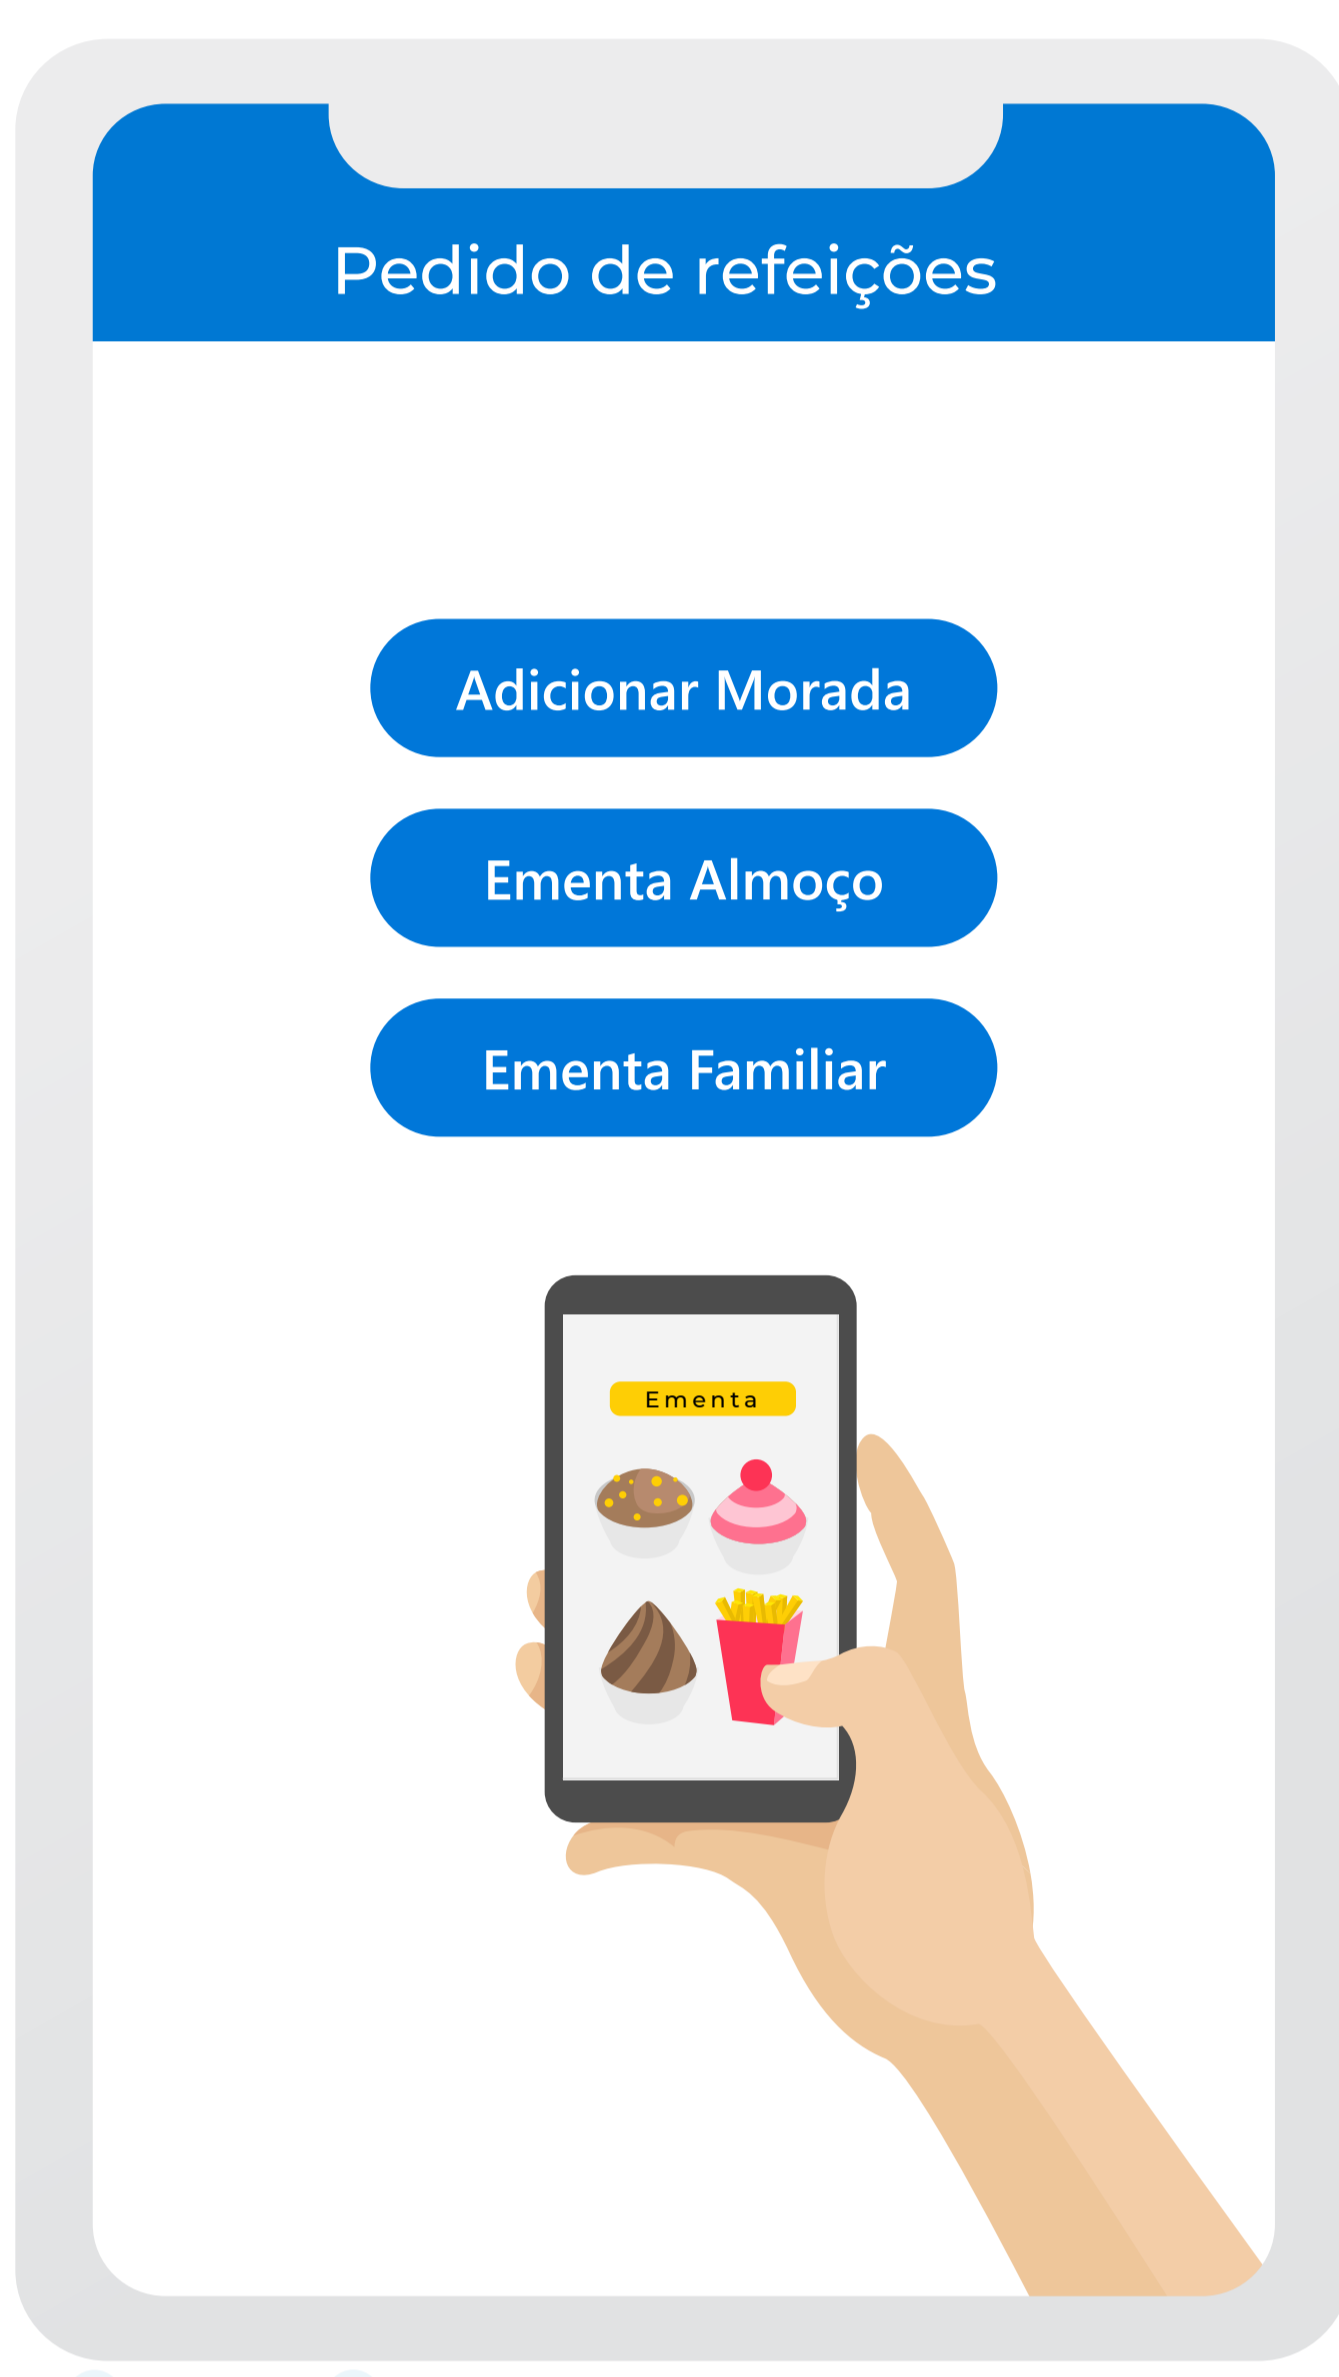 Pedido de refeições
Adicionar Morada
Ementa Almoço
Ementa Familiar
Ementa